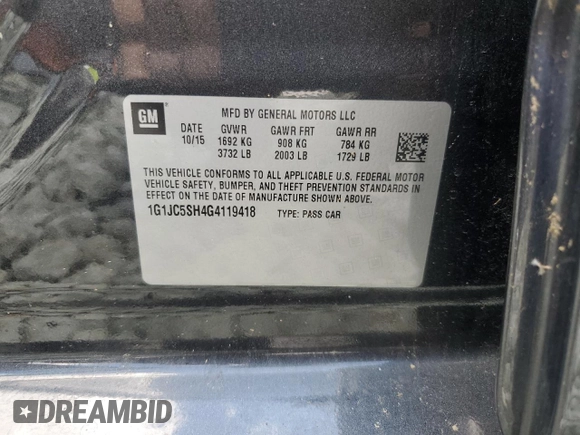 GM
MFD BY GENERAL MOTORS LLC
DATE GVWR GAWR FRT GAWR RR
10/15 1692 KG 908 KG 784 KG
3732 LB 2003 LB 1729 LB
THIS VEHICLE CONFORMS TO ALL APPLICABLE U.S. FEDERAL MOTOR
VEHICLE SAFETY, BUMPER, AND THEFT PREVENTION STANDARDS IN
EFFECT ON THE DATE OF MANUFACTURE SHOWN ABOVE.
1G1JC5SH4G4119418 TYPE: PASS CAR
DREAMBID